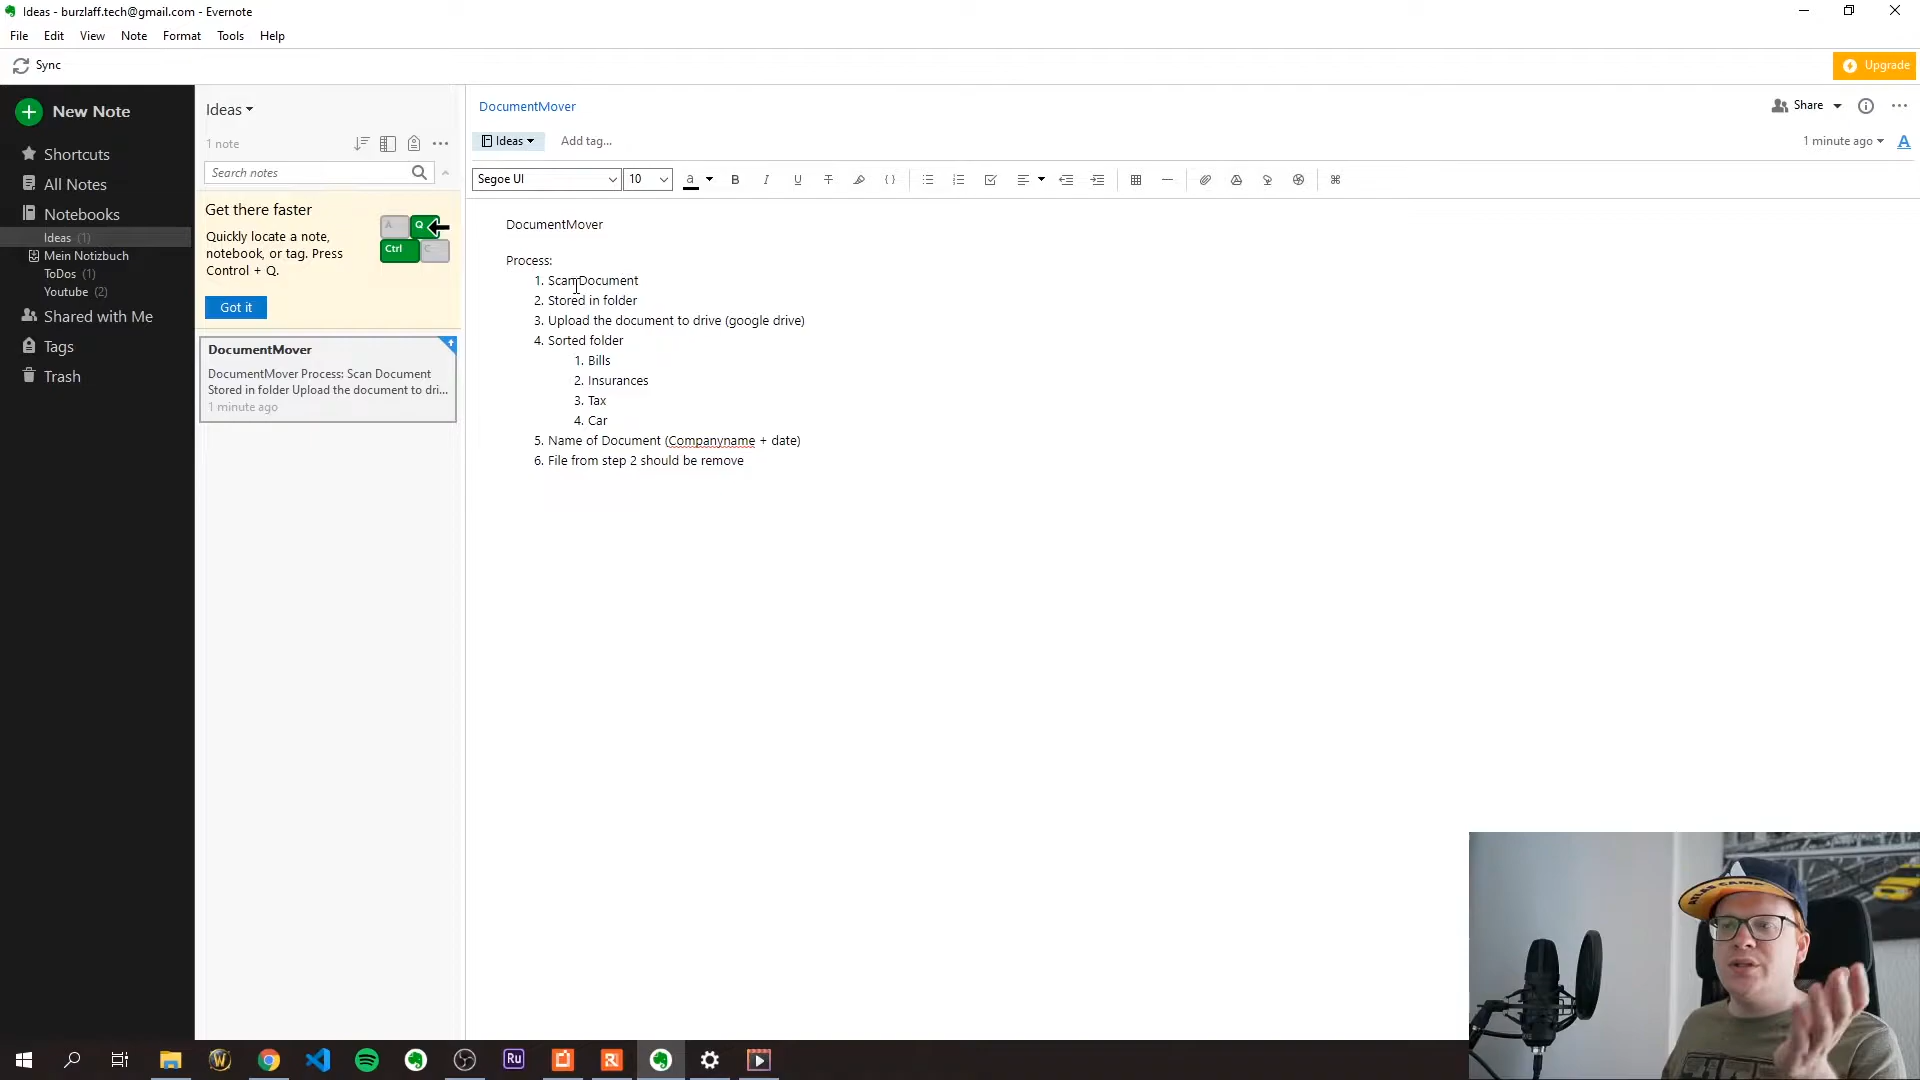 Ideas - burzlaff.tech@gmail.com - Evernote
File Edit View Note Format Tools Help
Sync
Upgrade
New Note
Shortcuts
All Notes
Notebooks
Ideas (1)
Mein Notizbuch
ToDos (1)
Youtube (2)
Shared with Me
Tags
Trash
Ideas
1 note
Search notes
Get there faster
Quickly locate a note,
notebook, or tag. Press
Control + Q.
A Q
Ctrl C
Got it
DocumentMover
DocumentMover Process: Scan Document
Stored in folder Upload the document to dri...
1 minute ago
DocumentMover
Share
Ideas Add tag...
1 minute ago
Segoe UI 10
DocumentMover
Process:
1. Scan Document
2. Stored in folder
3. Upload the document to drive (google drive)
4. Sorted folder
1. Bills
2. Insurances
3. Tax
4. Car
5. Name of Document (Companyname + date)
6. File from step 2 should be remove
ATLAS CAMP
Ru